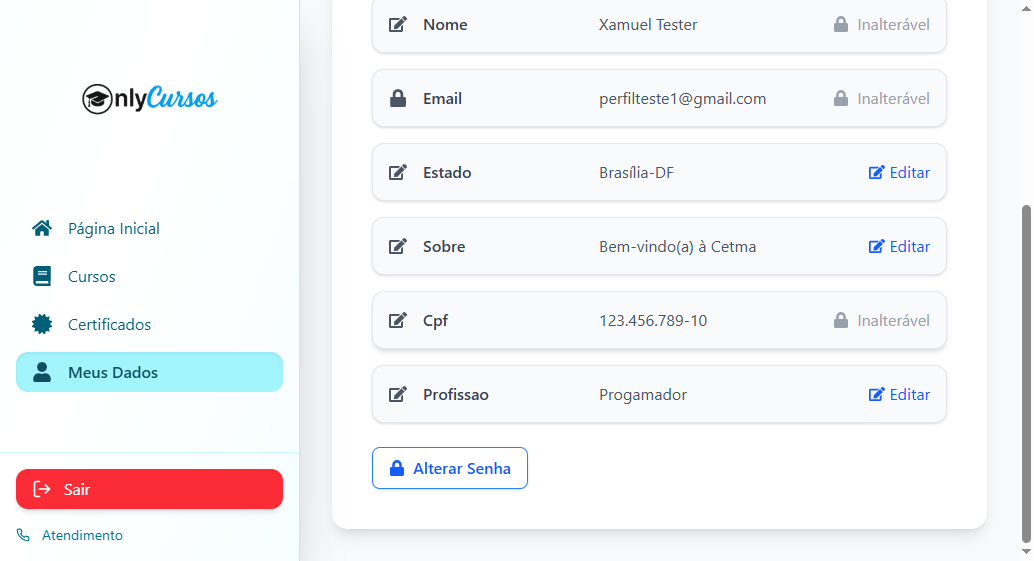 OnlyCursos
Página Inicial
Cursos
Certificados
Meus Dados
Sair
Atendimento
Nome Xamuel Tester Inalterável
Email perfilteste1@gmail.com Inalterável
Estado Brasília-DF Editar
Sobre Bem-vindo(a) à Cetma Editar
Cpf 123.456.789-10 Inalterável
Profissao Progamador Editar
Alterar Senha